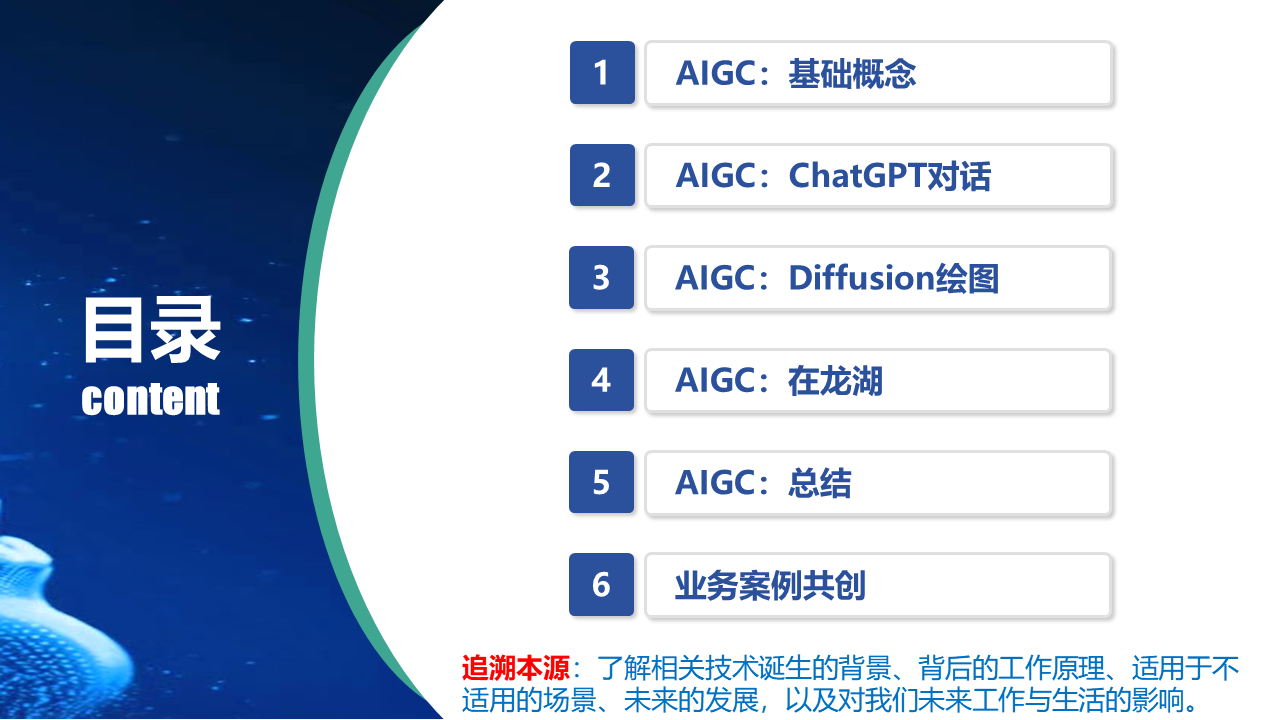 目录
content
1 AIGC：基础概念
2 AIGC：ChatGPT对话
3 AIGC：Diffusion绘图
4 AIGC：在龙湖
5 AIGC：总结
6 业务案例共创
追溯本源：了解相关技术诞生的背景、背后的工作原理、适用于不
适用的场景、未来的发展，以及对我们未来工作与生活的影响。